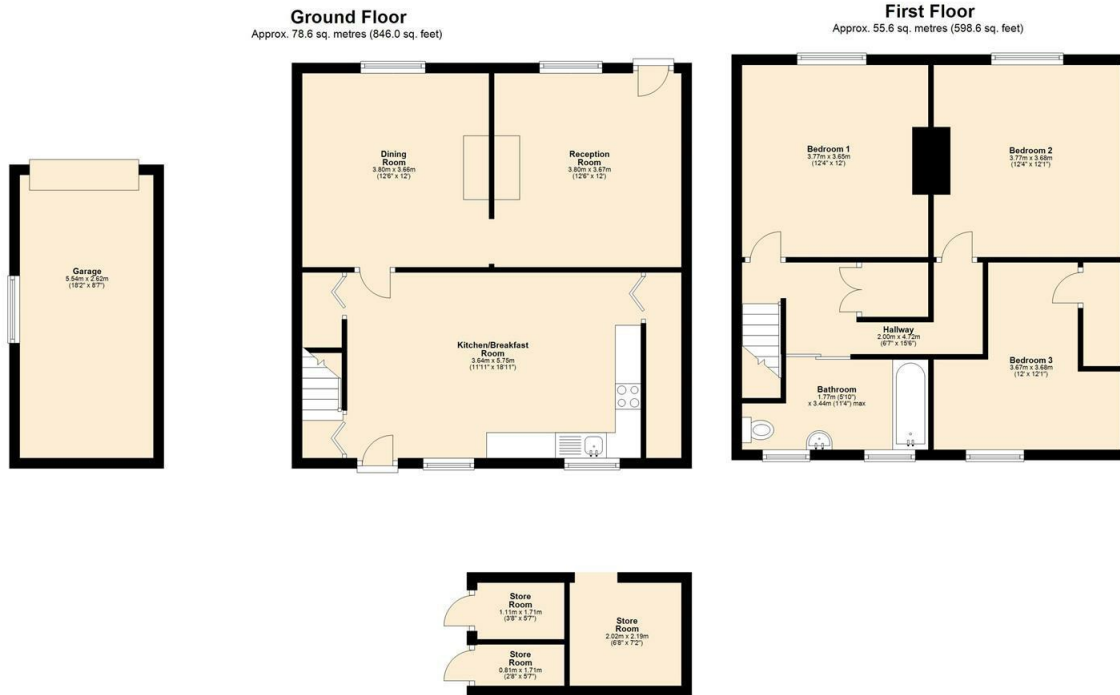 Ground Floor
Approx. 78.6 sq. metres (846.0 sq. feet)
First Floor
Approx. 55.6 sq. metres (598.6 sq. feet)
Garage
5.54m x 2.62m
(18'2" x 8'7")
Dining
Room
3.80m x 3.66m
(12'6" x 12')
Reception
Room
3.80m x 3.67m
(12'6" x 12')
Kitchen/Breakfast
Room
3.64m x 5.75m
(11'11" x 18'11")
Bedroom 1
3.77m x 3.65m
(12'4" x 12')
Bedroom 2
3.77m x 3.68m
(12'4" x 12'1")
Hallway
2.00m x 4.72m
(6'7" x 15'6")
Bedroom 3
3.67m x 3.68m
(12' x 12'1")
Bathroom
1.77m (5'10")
x 3.44m (11'4") max
Store
Room
1.11m x 1.71m
(3'8" x 5'7")
Store
Room
2.02m x 2.19m
(6'8" x 7'2")
Store
Room
0.81m x 1.71m
(2'8" x 5'7")